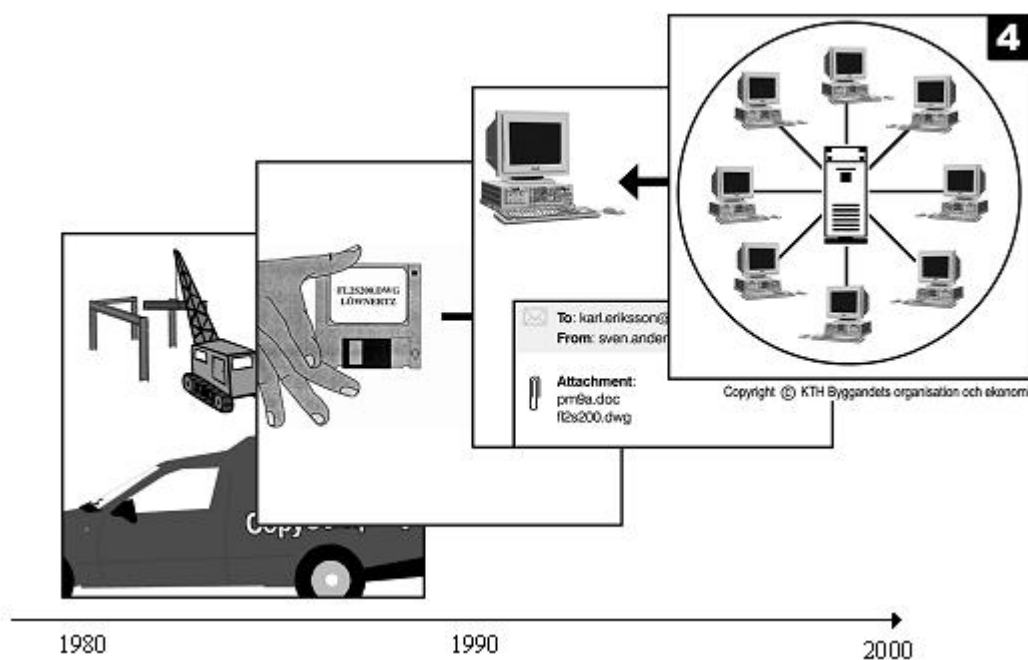 4
FL2S200.DWG
LÖWNERTZ
To: karl.eriksson@
From: sven.ander
Attachment:
pm9a.doc
fl2s200.dwg
Copyright © KTH Byggandets organisation och ekonom
1980
1990
2000